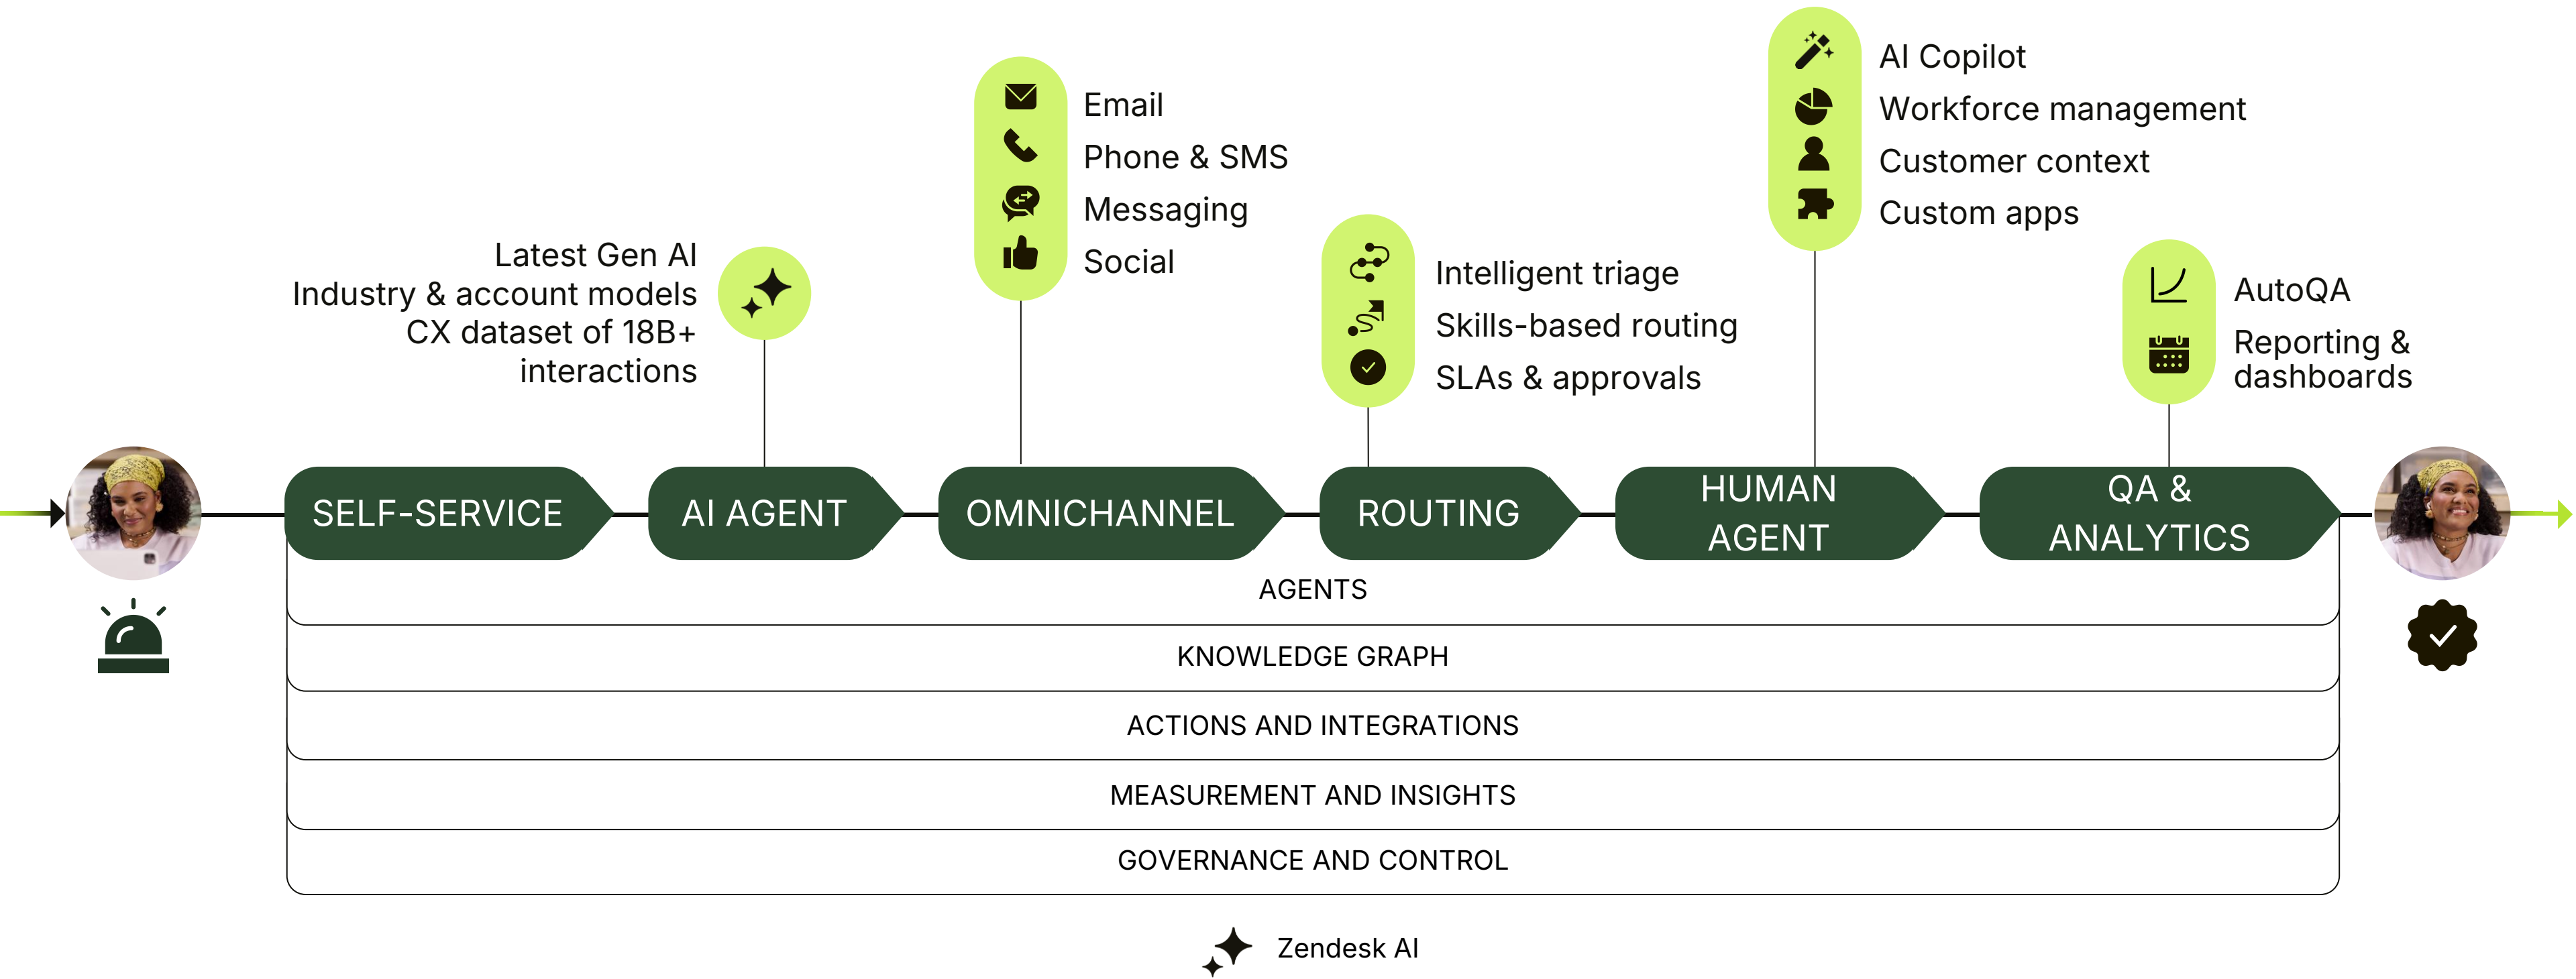 Latest Gen AI
Industry & account models
CX dataset of 18B+
interactions
Email
Phone & SMS
Messaging
Social
Intelligent triage
Skills-based routing
SLAs & approvals
AI Copilot
Workforce management
Customer context
Custom apps
AutoQA
Reporting &
dashboards
SELF-SERVICE
AI AGENT
OMNICHANNEL
ROUTING
HUMAN
AGENT
QA &
ANALYTICS
AGENTS
KNOWLEDGE GRAPH
ACTIONS AND INTEGRATIONS
MEASUREMENT AND INSIGHTS
GOVERNANCE AND CONTROL
Zendesk AI